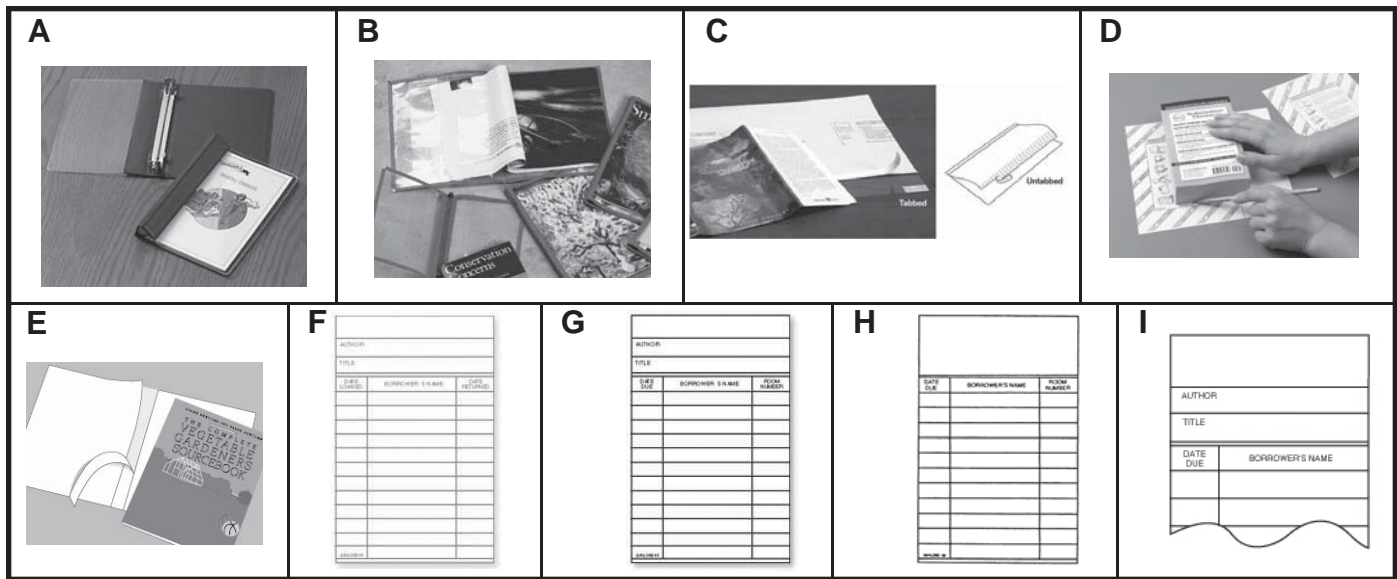 A
B
C
D
Conservation
Concerns
Tabbed
Untabbed
E
F
G
H
I
THE COMPLETE
VEGETABLE
GARDENER'S
SOURCEBOOK
AUTHOR
TITLE
DATE
LOANED
BORROWER'S NAME
DATE
RETURNED
AUTHOR
TITLE
DATE
DUE
BORROWER'S NAME
ROOM
NUMBER
DATE
DUE
BORROWER'S NAME
ROOM
NUMBER
AUTHOR
TITLE
DATE
DUE
BORROWER'S NAME